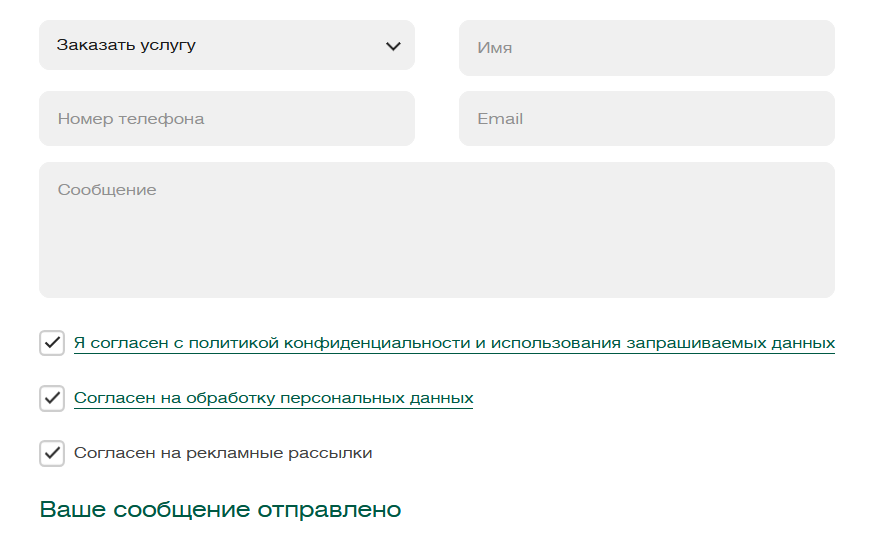 Заказать услугу
Имя
Номер телефона
Email
Сообщение
Я согласен с политикой конфиденциальности и использования запрашиваемых данных
Согласен на обработку персональных данных
Согласен на рекламные рассылки
Ваше сообщение отправлено